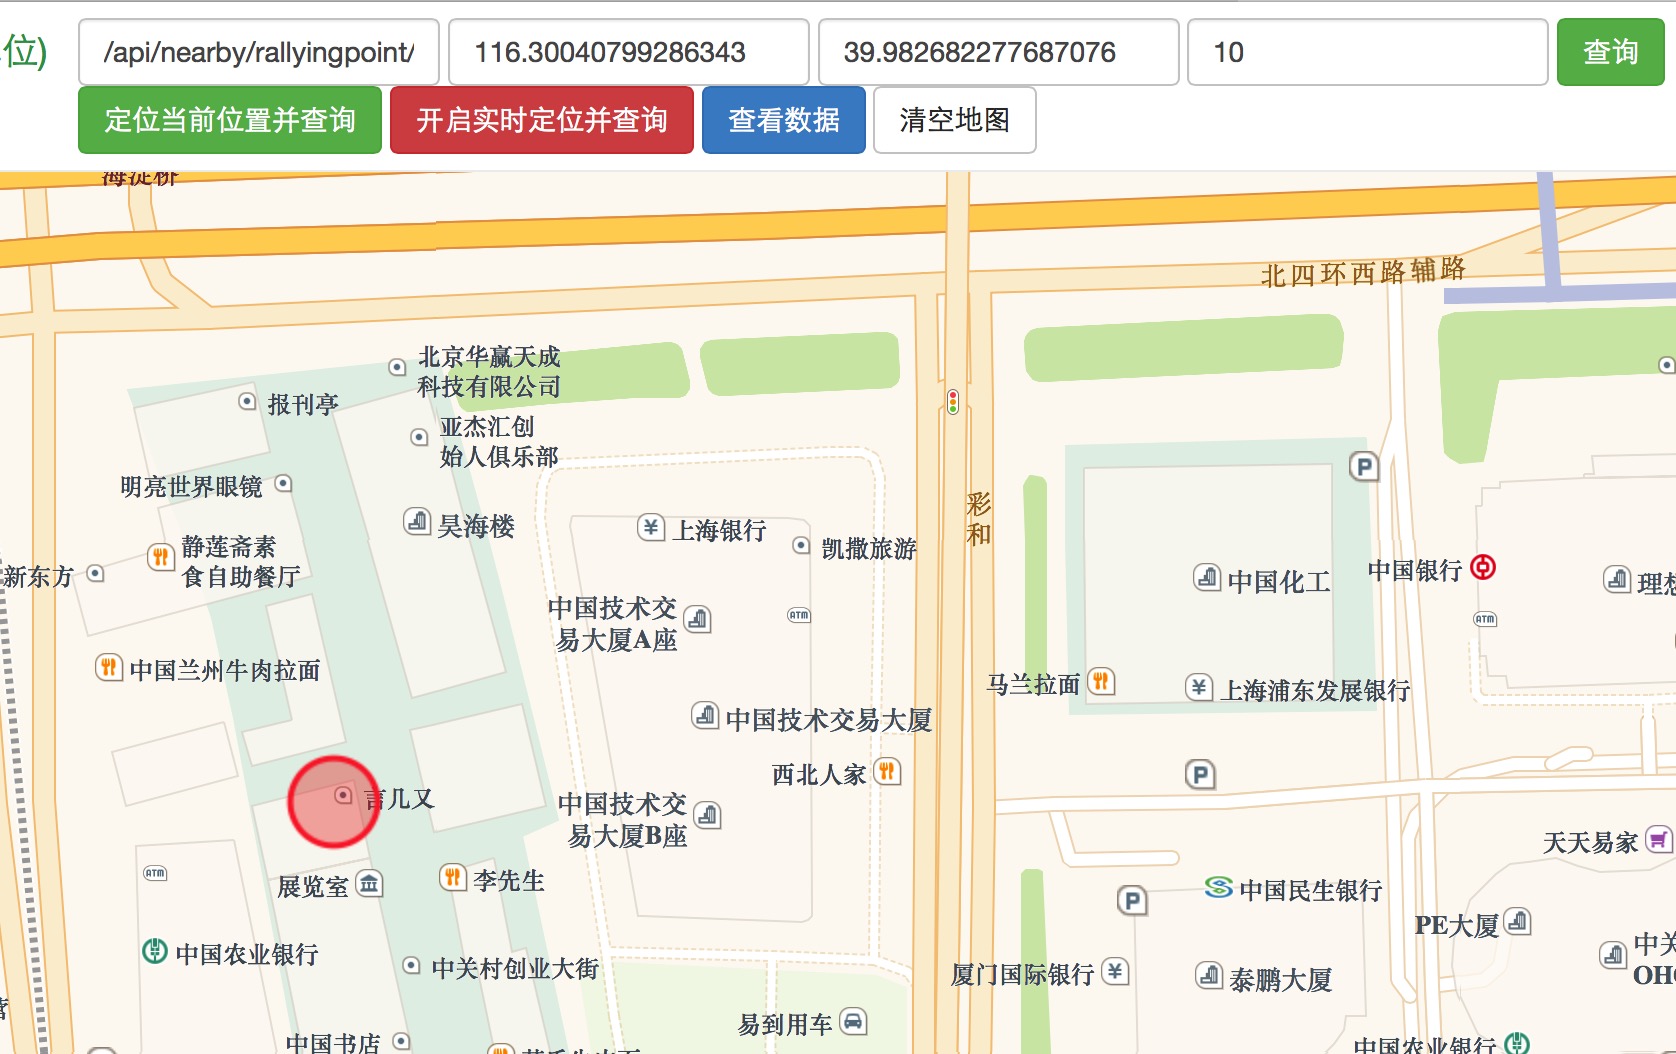 位)
/api/nearby/rallyingpoint/
116.30040799286343
39.982682277687076
10
查询
定位当前位置并查询
开启实时定位并查询
查看数据
清空地图
海淀桥
北四环西路辅路
北京华赢天成
科技有限公司
报刊亭
亚杰汇创
始人俱乐部
明亮世界眼镜
昊海楼
彩
和
上海银行
凯撒旅游
静莲斋素
食自助餐厅
新东方
中国化工
中国银行
理想
中国技术交
易大厦A座
ATM
ATM
中国兰州牛肉拉面
马兰拉面
上海浦东发展银行
中国技术交易大厦
西北人家
P
P
言几又
中国技术交
易大厦B座
天天易家
ATM
展览室
李先生
P
中国民生银行
PE大厦
中国农业银行
中关村创业大街
厦门国际银行
泰鹏大厦
中关
易到用车
中国书店
中国农业银行